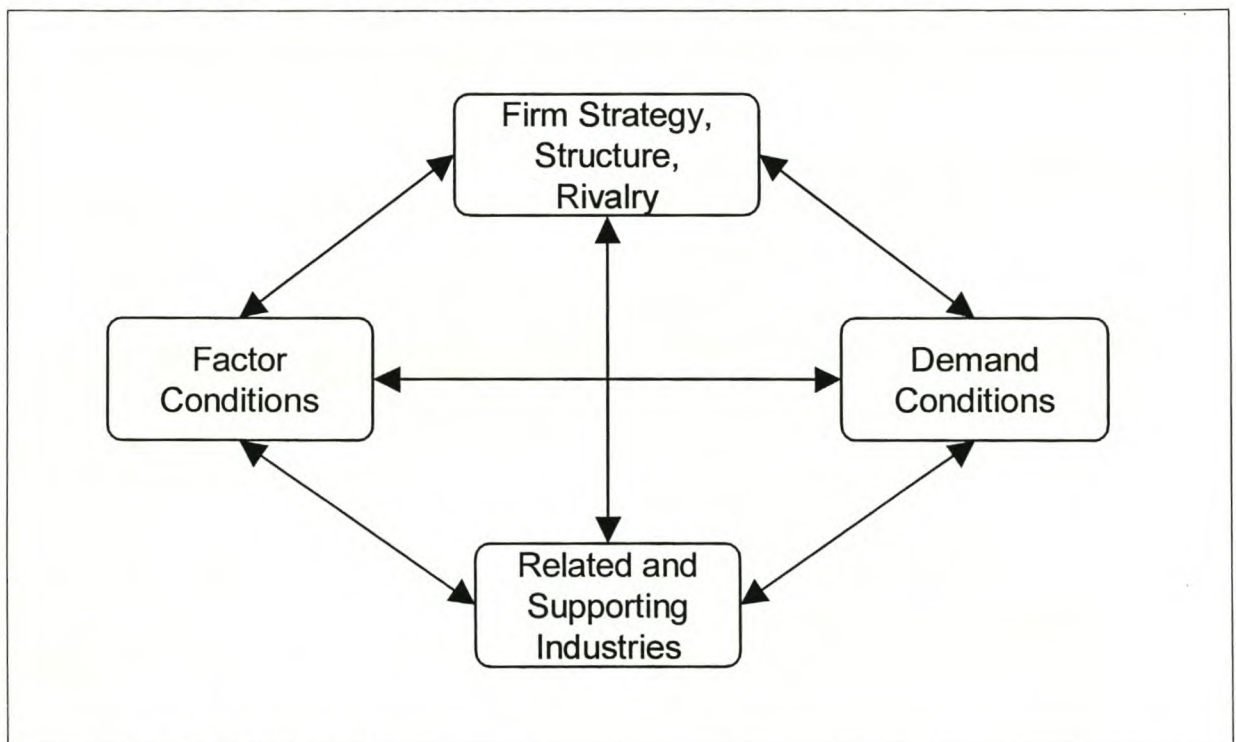 Firm Strategy,
Structure,
Rivalry
Factor
Conditions
Demand
Conditions
Related and
Supporting
Industries